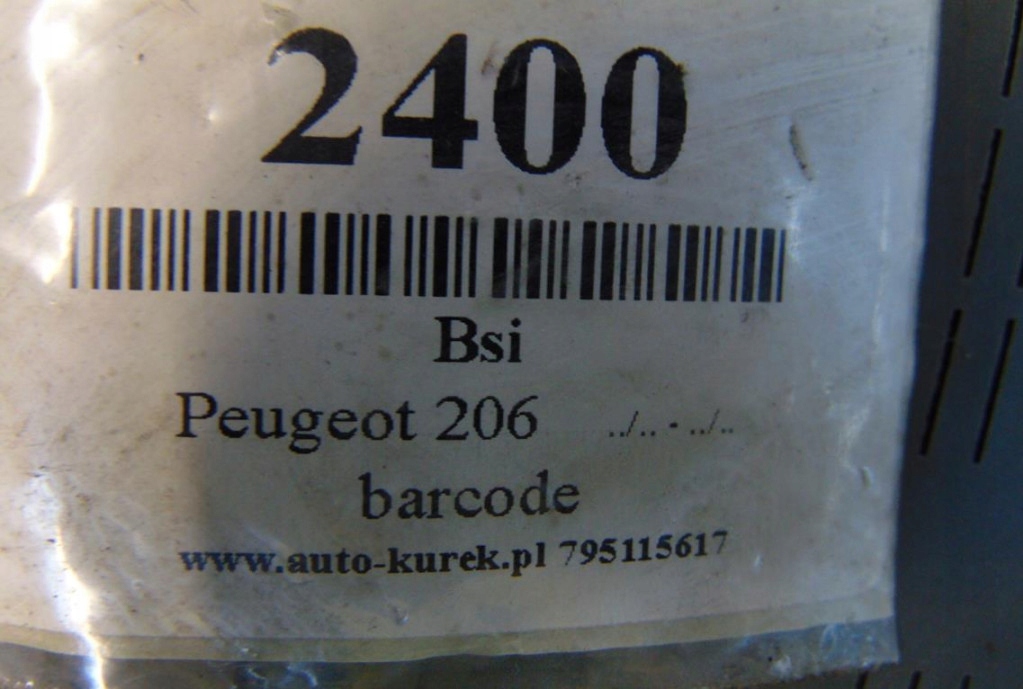 2400
Bsi
Peugeot 206 ../.. - ../..
barcode
www.auto-kurek.pl 795115617